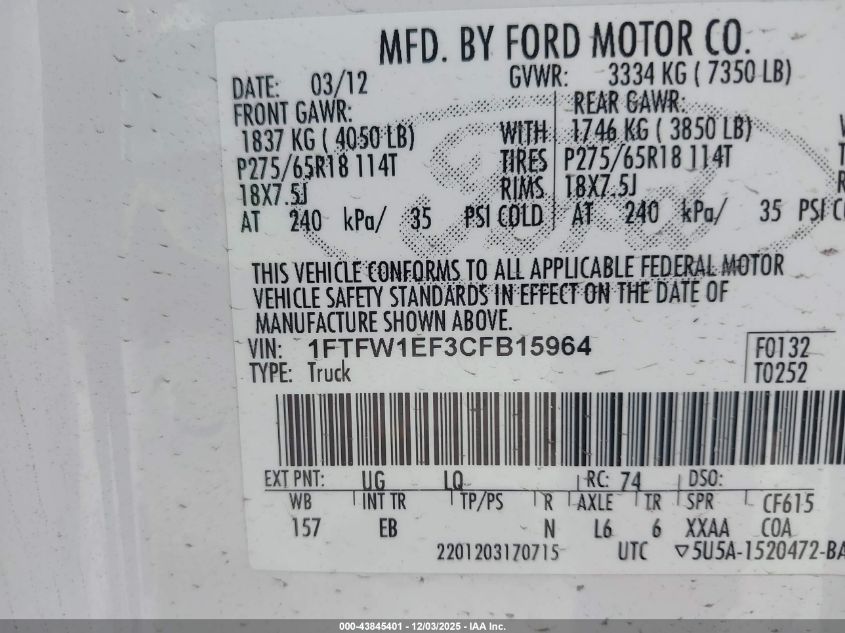 MFD. BY FORD MOTOR CO.
DATE: 03/12 GVWR: 3334 KG ( 7350 LB)
FRONT GAWR: REAR GAWR:
1837 KG ( 4050 LB) WITH 1746 KG ( 3850 LB)
P275/65R18 114T TIRES P275/65R18 114T
18X7.5J RIMS 18X7.5J
AT 240 kPa/ 35 PSI COLD AT 240 kPa/ 35 PSI
THIS VEHICLE CONFORMS TO ALL APPLICABLE FEDERAL MOTOR
VEHICLE SAFETY STANDARDS IN EFFECT ON THE DATE OF
MANUFACTURE SHOWN ABOVE.
VIN: 1FTFW1EF3CFB15964 F0132
TYPE: Truck T0252
EXT PNT: UG LQ RC: 74 DSO:
WB INT TR TP/PS R AXLE TR SPR CF615
157 EB N L6 6 XXAA COA
2201203170715 UTC ▽5U5A-1520472-BA
000-43845401 - 12/03/2025 - IAA Inc.